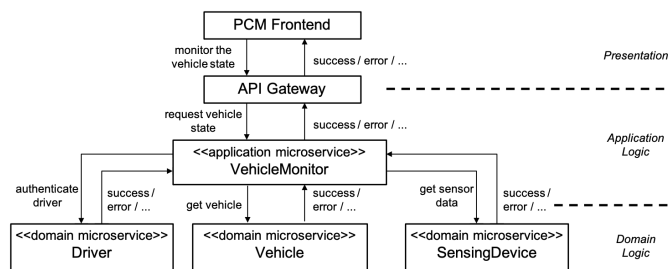 PCM Frontend
monitor the
vehicle state
success / error / ...
Presentation
API Gateway
request vehicle
state
success / error / ...
Application
Logic
<<application microservice>>
VehicleMonitor
authenticate
driver
success /
error / ...
get vehicle
success /
error / ...
get sensor
data
success /
error / ...
<<domain microservice>>
Driver
<<domain microservice>>
Vehicle
<<domain microservice>>
SensingDevice
Domain
Logic